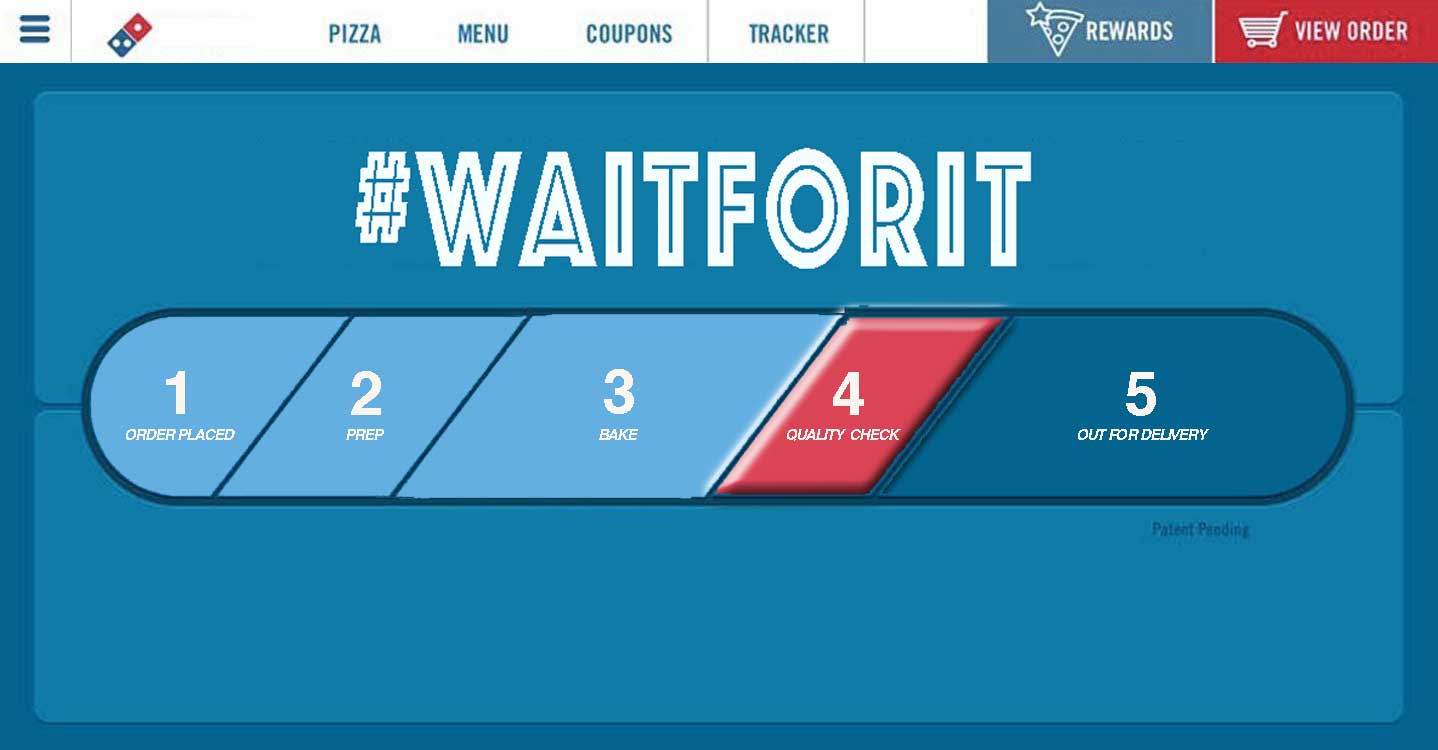 PIZZA MENU COUPONS TRACKER REWARDS VIEW ORDER
#WAITFORIT
1 2 3 4 5
ORDER PLACED PREP BAKE QUALITY CHECK OUT FOR DELIVERY
Patent Pending